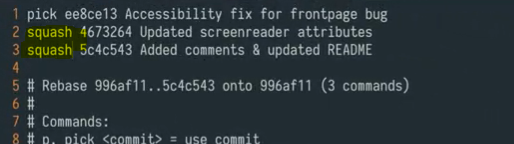 1 pick ee8ce13 Accessibility fix for frontpage bug
2 squash 4673264 Updated screenreader attributes
3 squash 5c4c543 Added comments & updated README
4
5 # Rebase 996af11..5c4c543 onto 996af11 (3 commands)
6 #
7 # Commands:
8 # p, pick <commit> = use commit